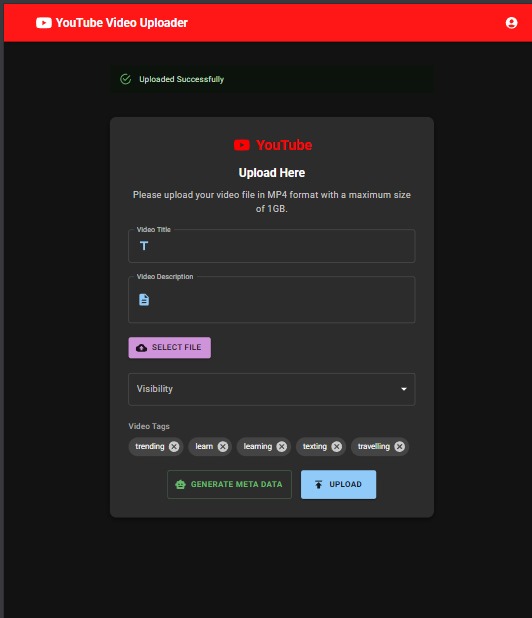 YouTube Video Uploader
Uploaded Successfully
YouTube
Upload Here
Please upload your video file in MP4 format with a maximum size
of 1GB.
Video Title
Video Description
SELECT FILE
Visibility
Video Tags
trending learn learning texting travelling
GENERATE META DATA UPLOAD